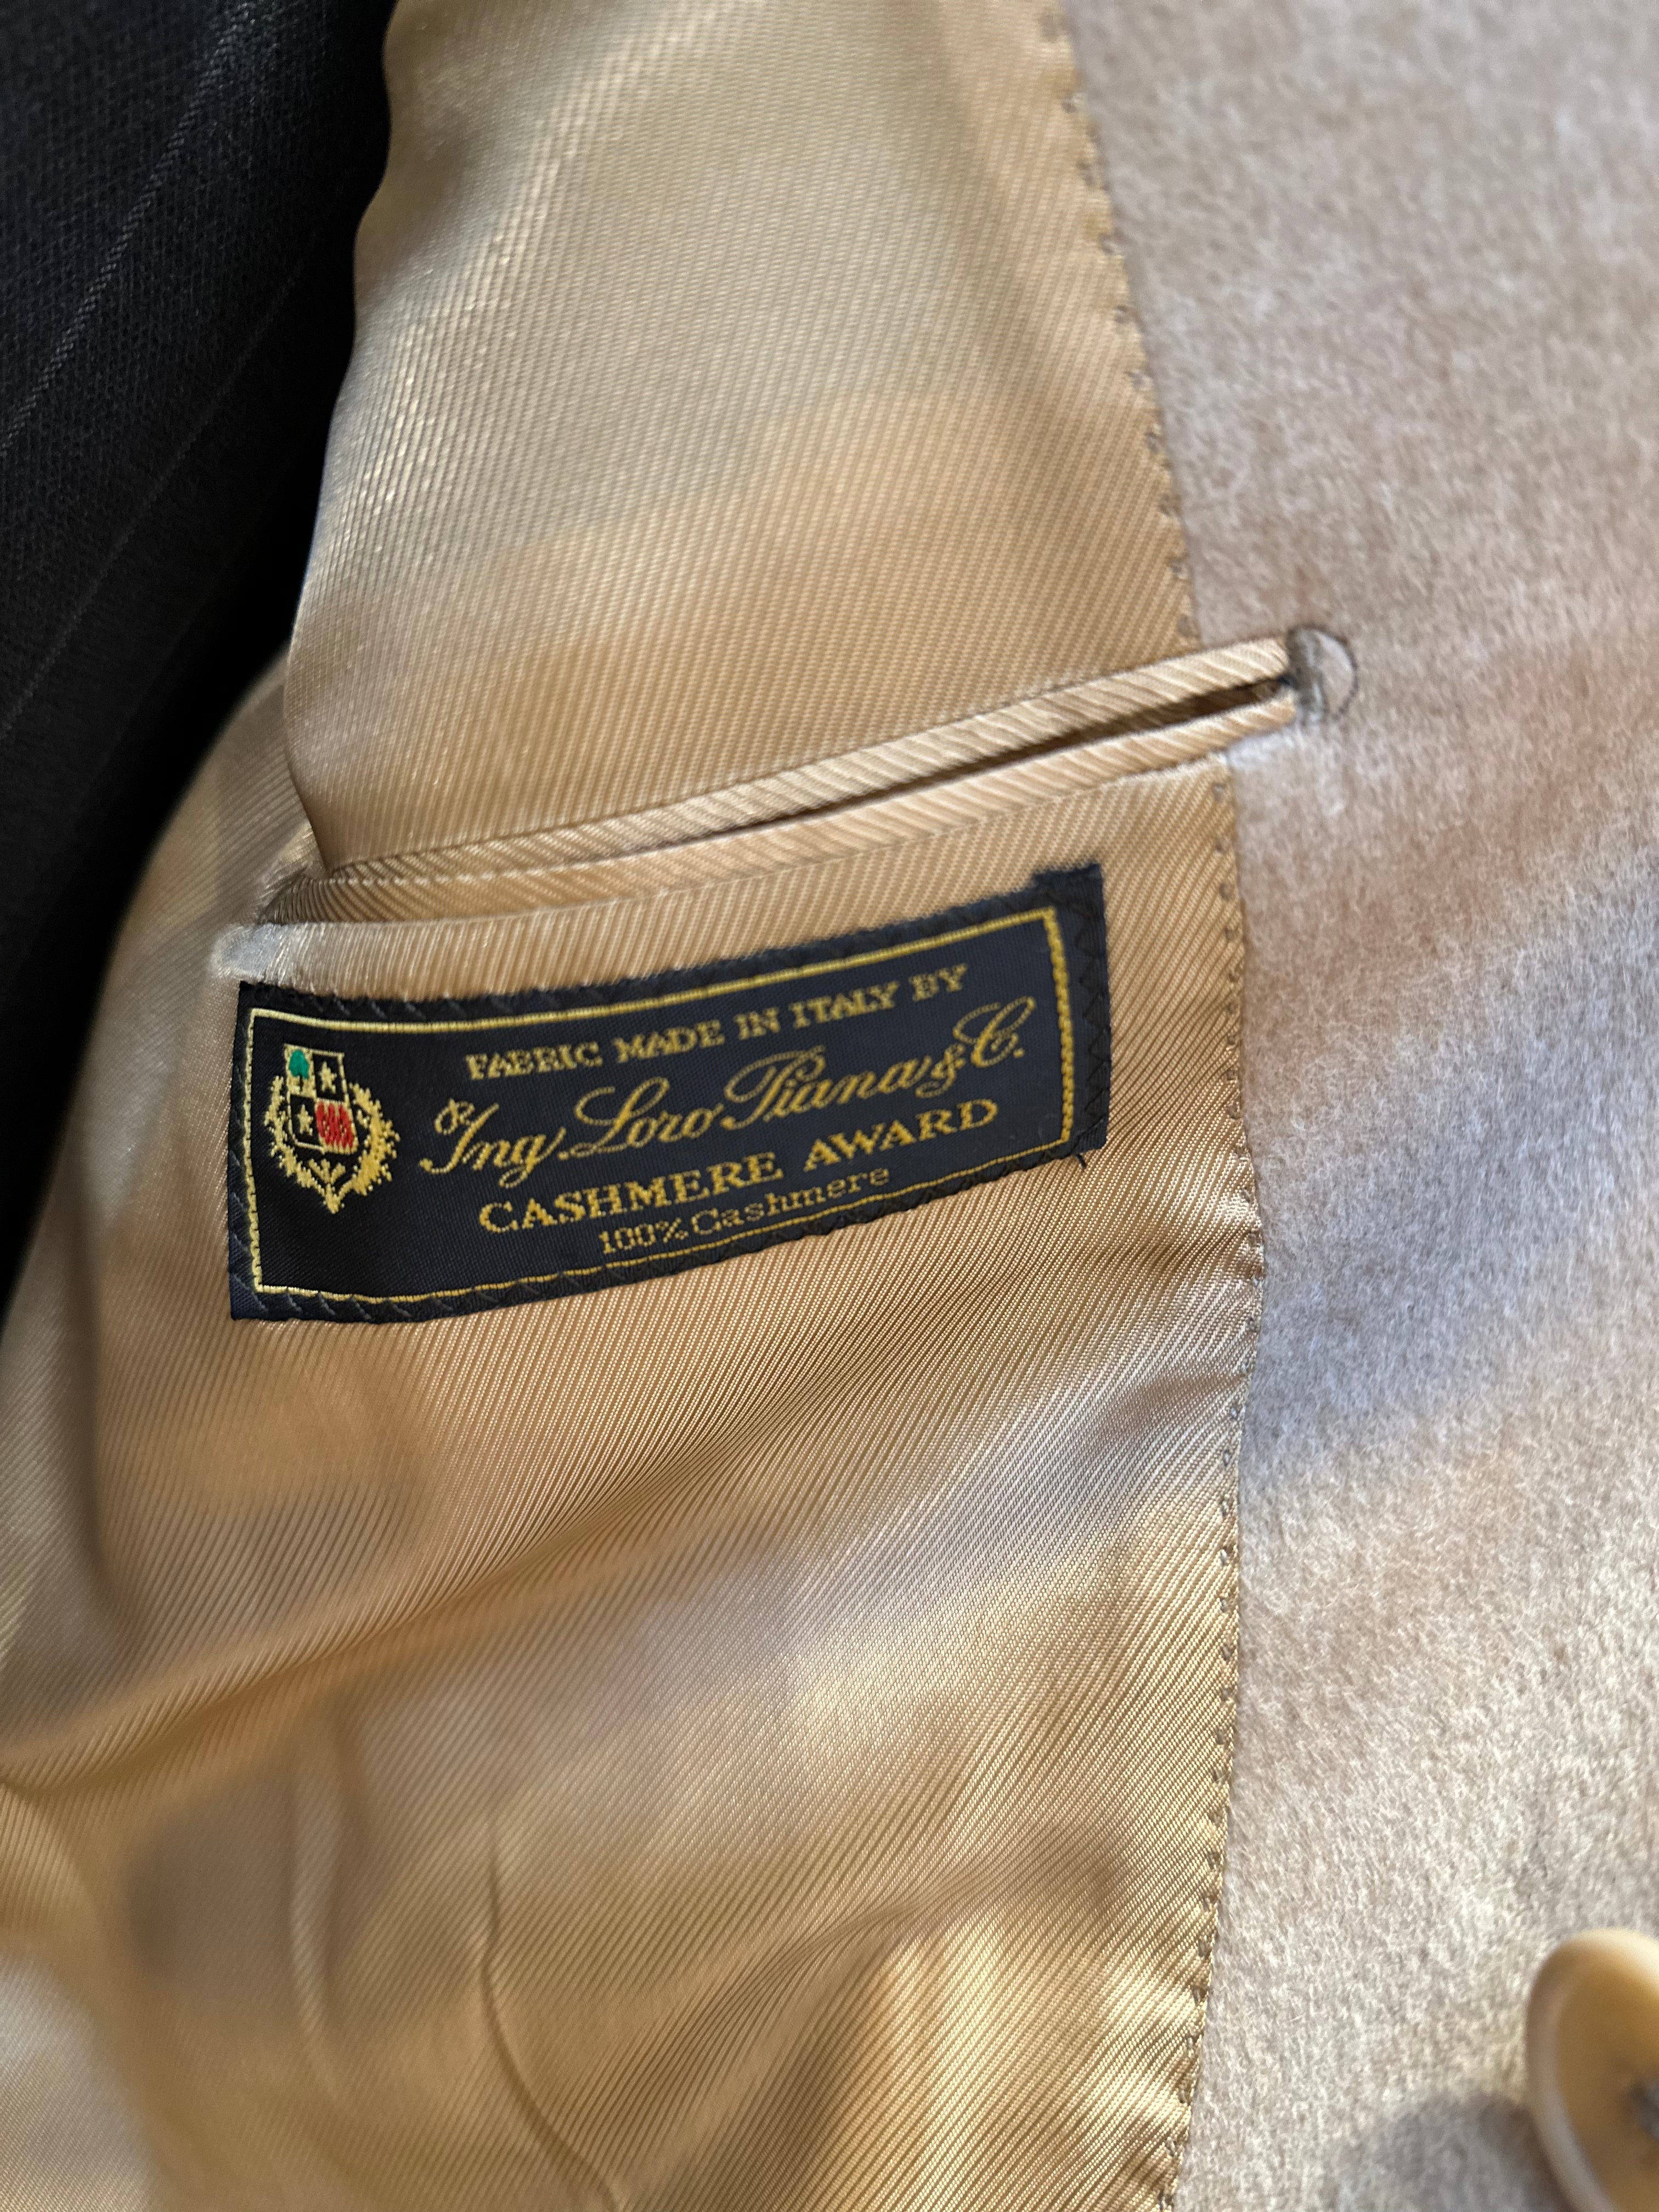 FABRIC MADE IN ITALY BY
Ing. Loro Piana & C.
CASHMERE AWARD
100% Cashmere